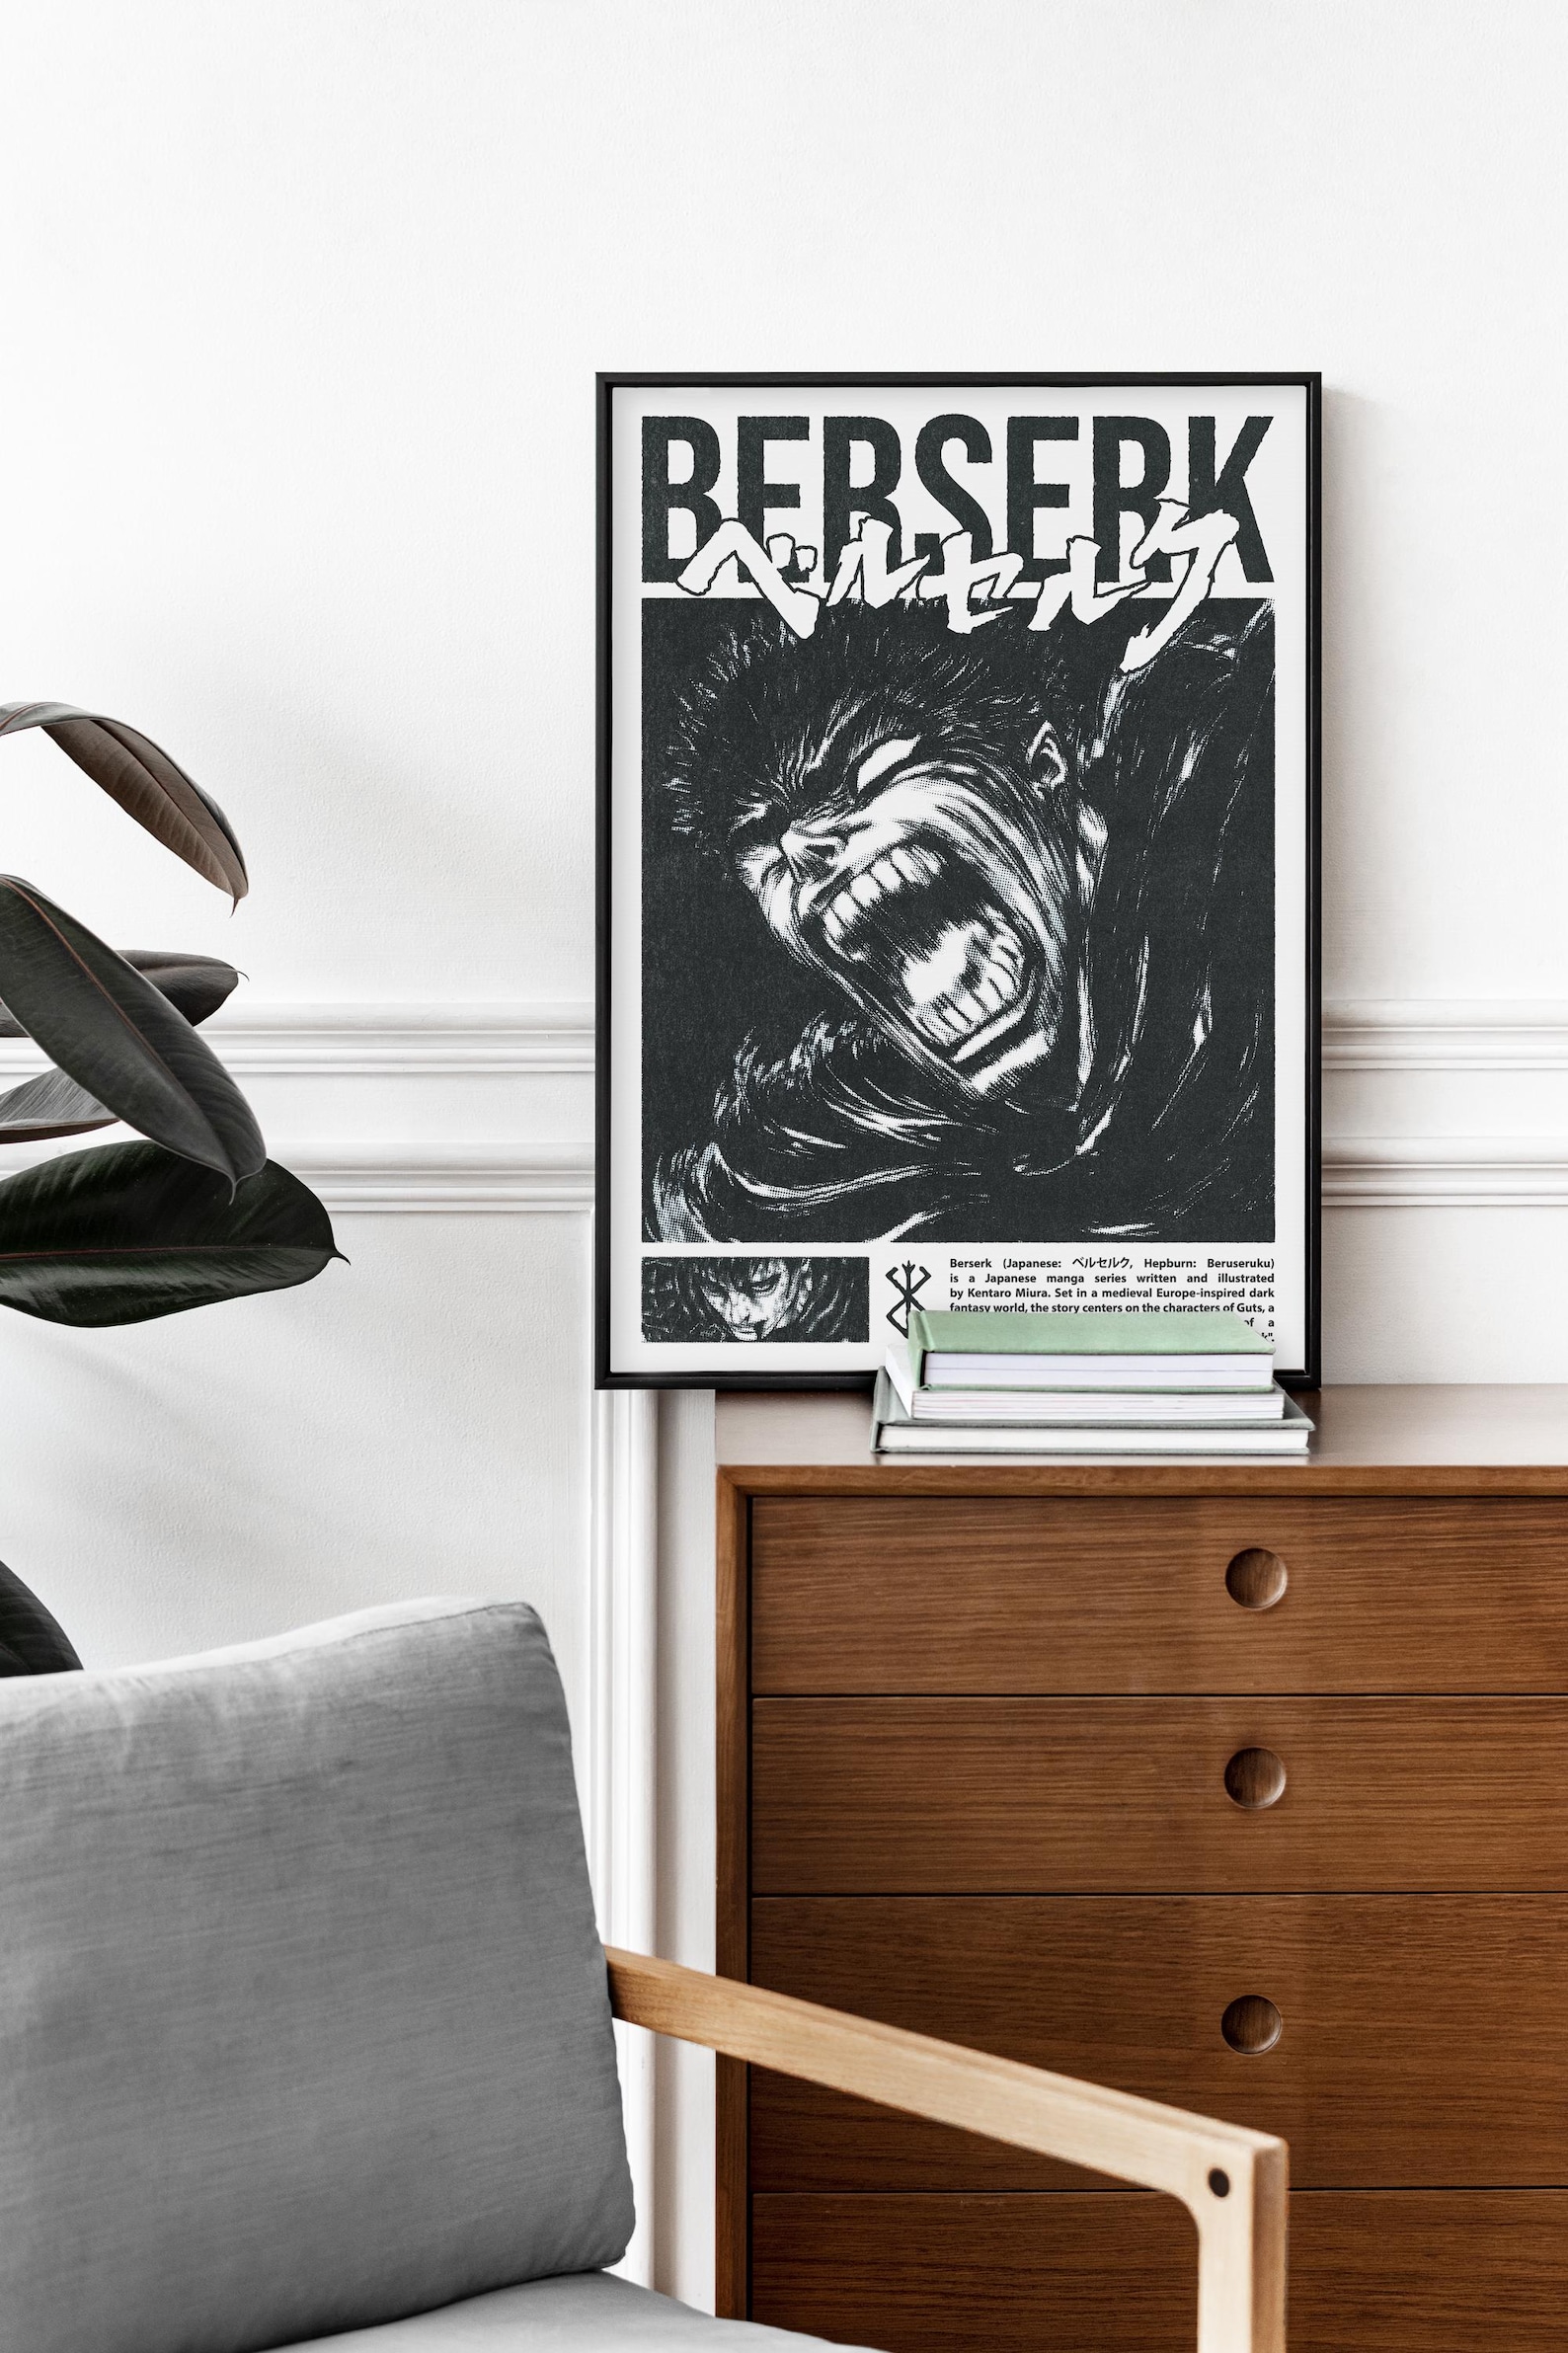 BERSERK
ベルセルク
Berserk (Japanese: ベルセルク, Hepburn: Beruseruku)
is a Japanese manga series written and illustrated
by Kentaro Miura. Set in a medieval Europe-inspired dark
fantasy world, the story centers on the characters of Guts, a
of a
k".